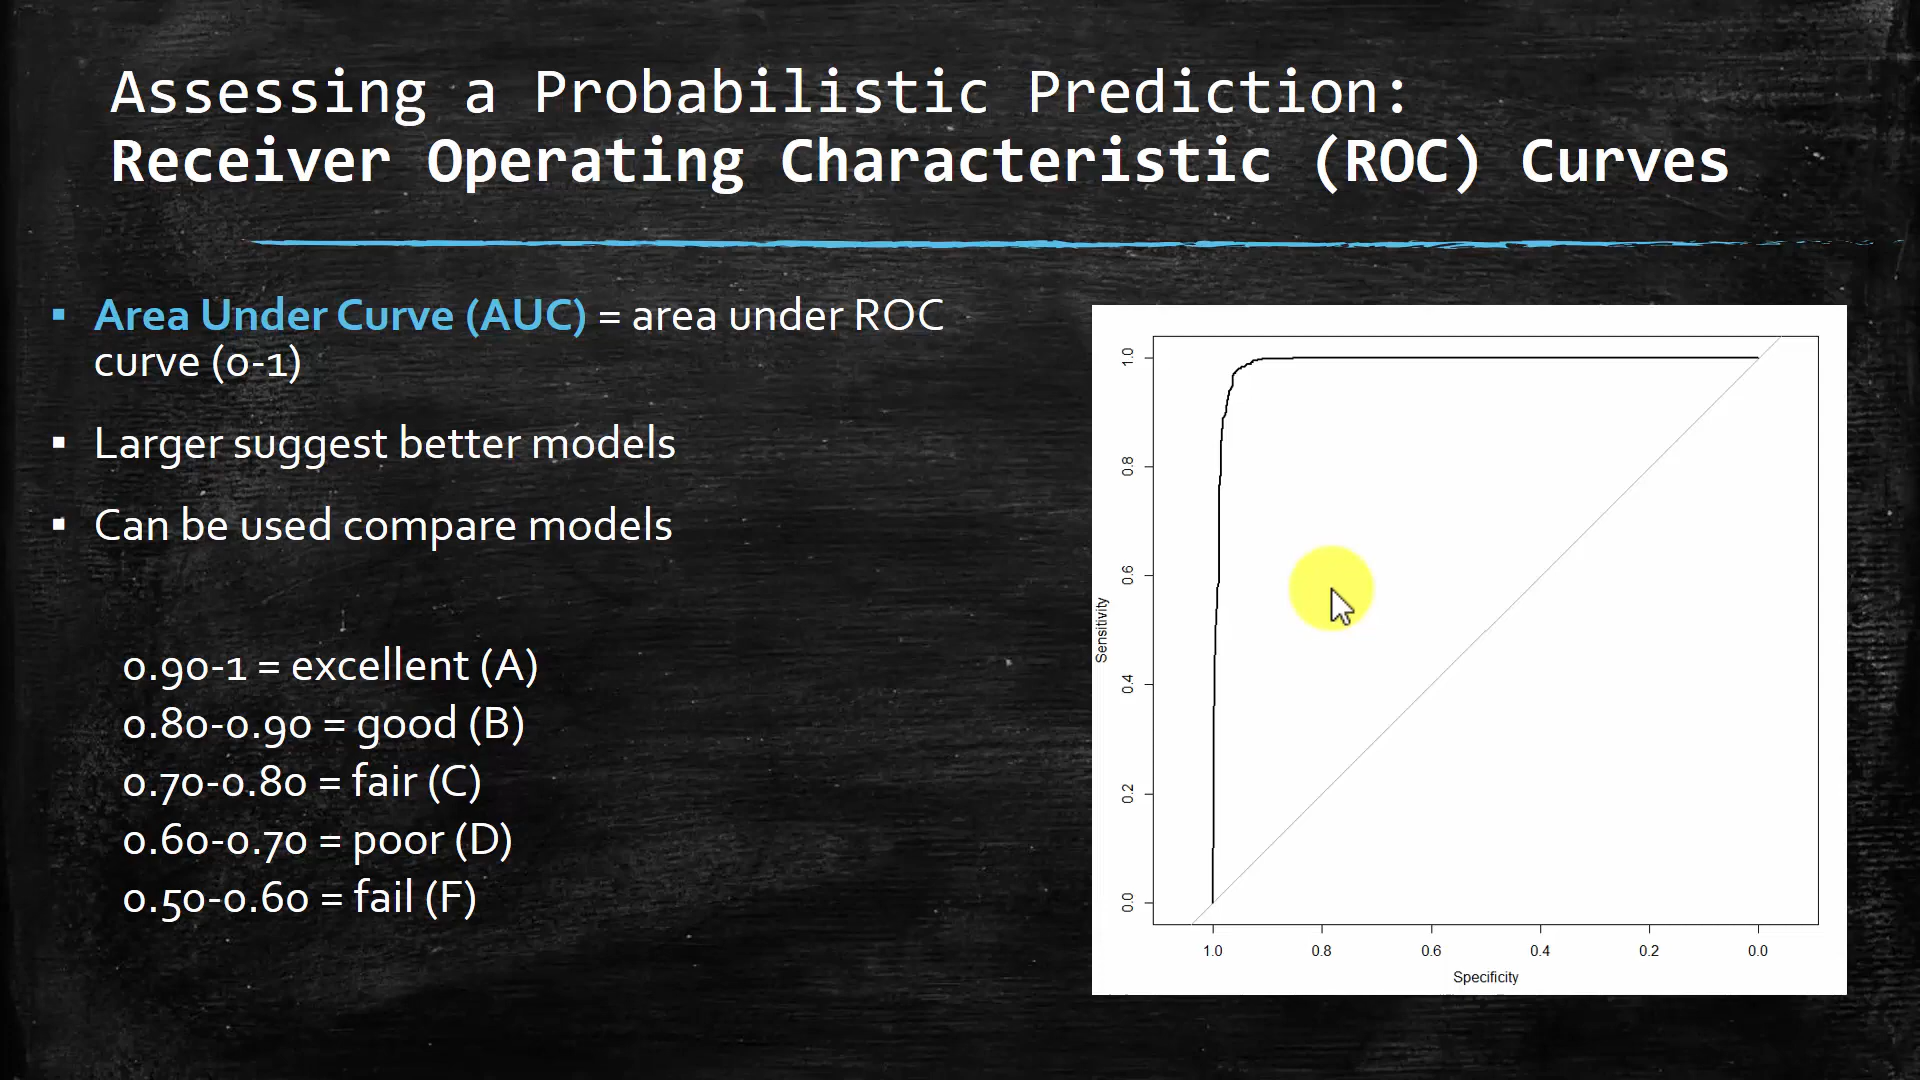 Assessing a Probabilistic Prediction:
Receiver Operating Characteristic (ROC) Curves
▪ Area Under Curve (AUC) = area under ROC
curve (0-1)
▪ Larger suggest better models
▪ Can be used compare models
0.90-1 = excellent (A)
0.80-0.90 = good (B)
0.70-0.80 = fair (C)
0.60-0.70 = poor (D)
0.50-0.60 = fail (F)
Sensitivity
1.0
0.8
0.6
0.4
0.2
0.0
1.0 0.8 0.6 0.4 0.2 0.0
Specificity